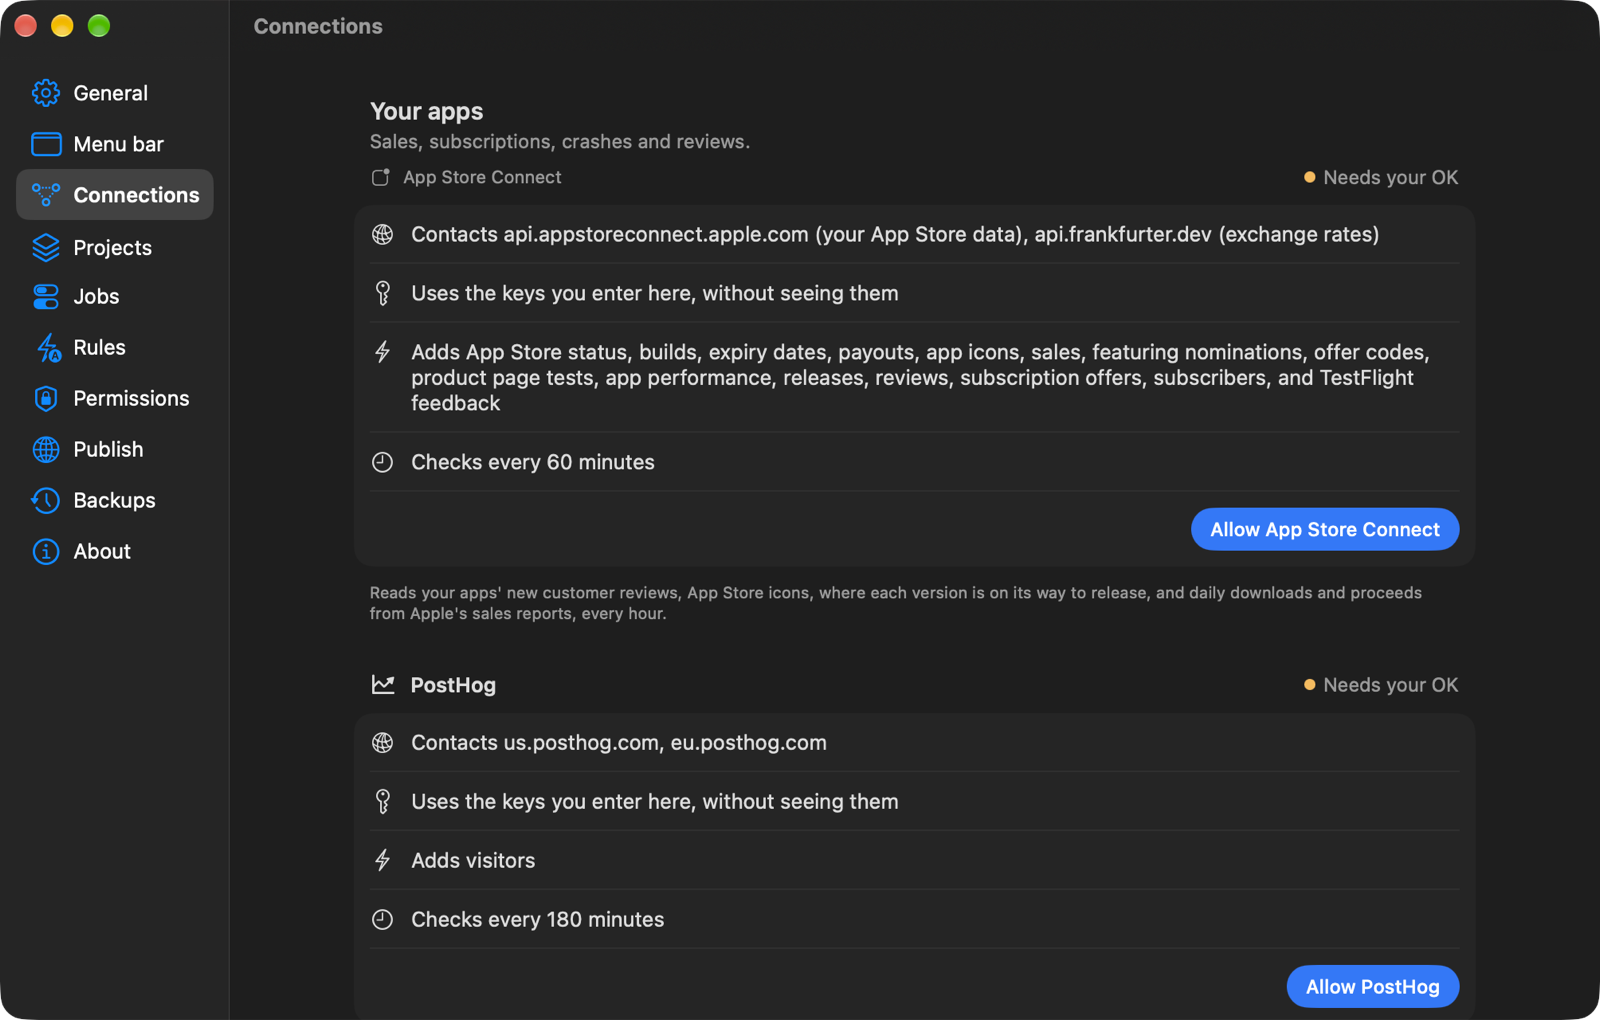 Connections
General
Menu bar
Connections
Projects
Jobs
Rules
Permissions
Publish
Backups
About
Your apps
Sales, subscriptions, crashes and reviews.
App Store Connect
Needs your OK
Contacts api.appstoreconnect.apple.com (your App Store data), api.frankfurter.dev (exchange rates)
Uses the keys you enter here, without seeing them
Adds App Store status, builds, expiry dates, payouts, app icons, sales, featuring nominations, offer codes,
product page tests, app performance, releases, reviews, subscription offers, subscribers, and TestFlight
feedback
Checks every 60 minutes
Allow App Store Connect
Reads your apps' new customer reviews, App Store icons, where each version is on its way to release, and daily downloads and proceeds
from Apple's sales reports, every hour.
PostHog
Needs your OK
Contacts us.posthog.com, eu.posthog.com
Uses the keys you enter here, without seeing them
Adds visitors
Checks every 180 minutes
Allow PostHog